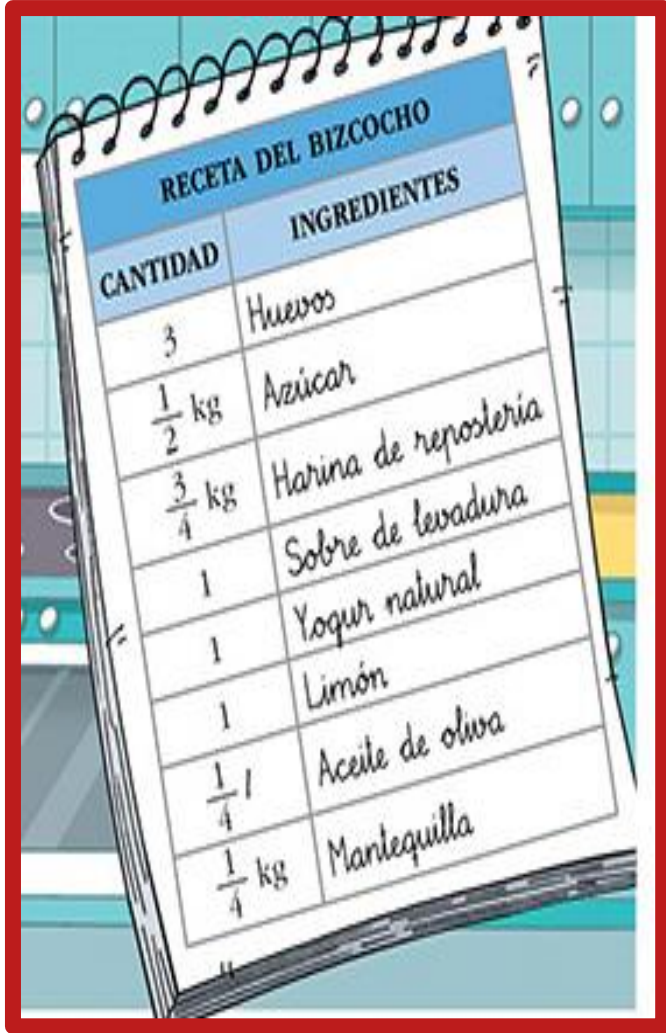 RECETA DEL BIZCOCHO
CANTIDAD INGREDIENTES
3 Huevos
1/2 kg Azúcar
3/4 kg Harina de repostería
1 Sobre de levadura
1 Yogur natural
1 Limón
1/4 l Aceite de oliva
1/4 kg Mantequilla